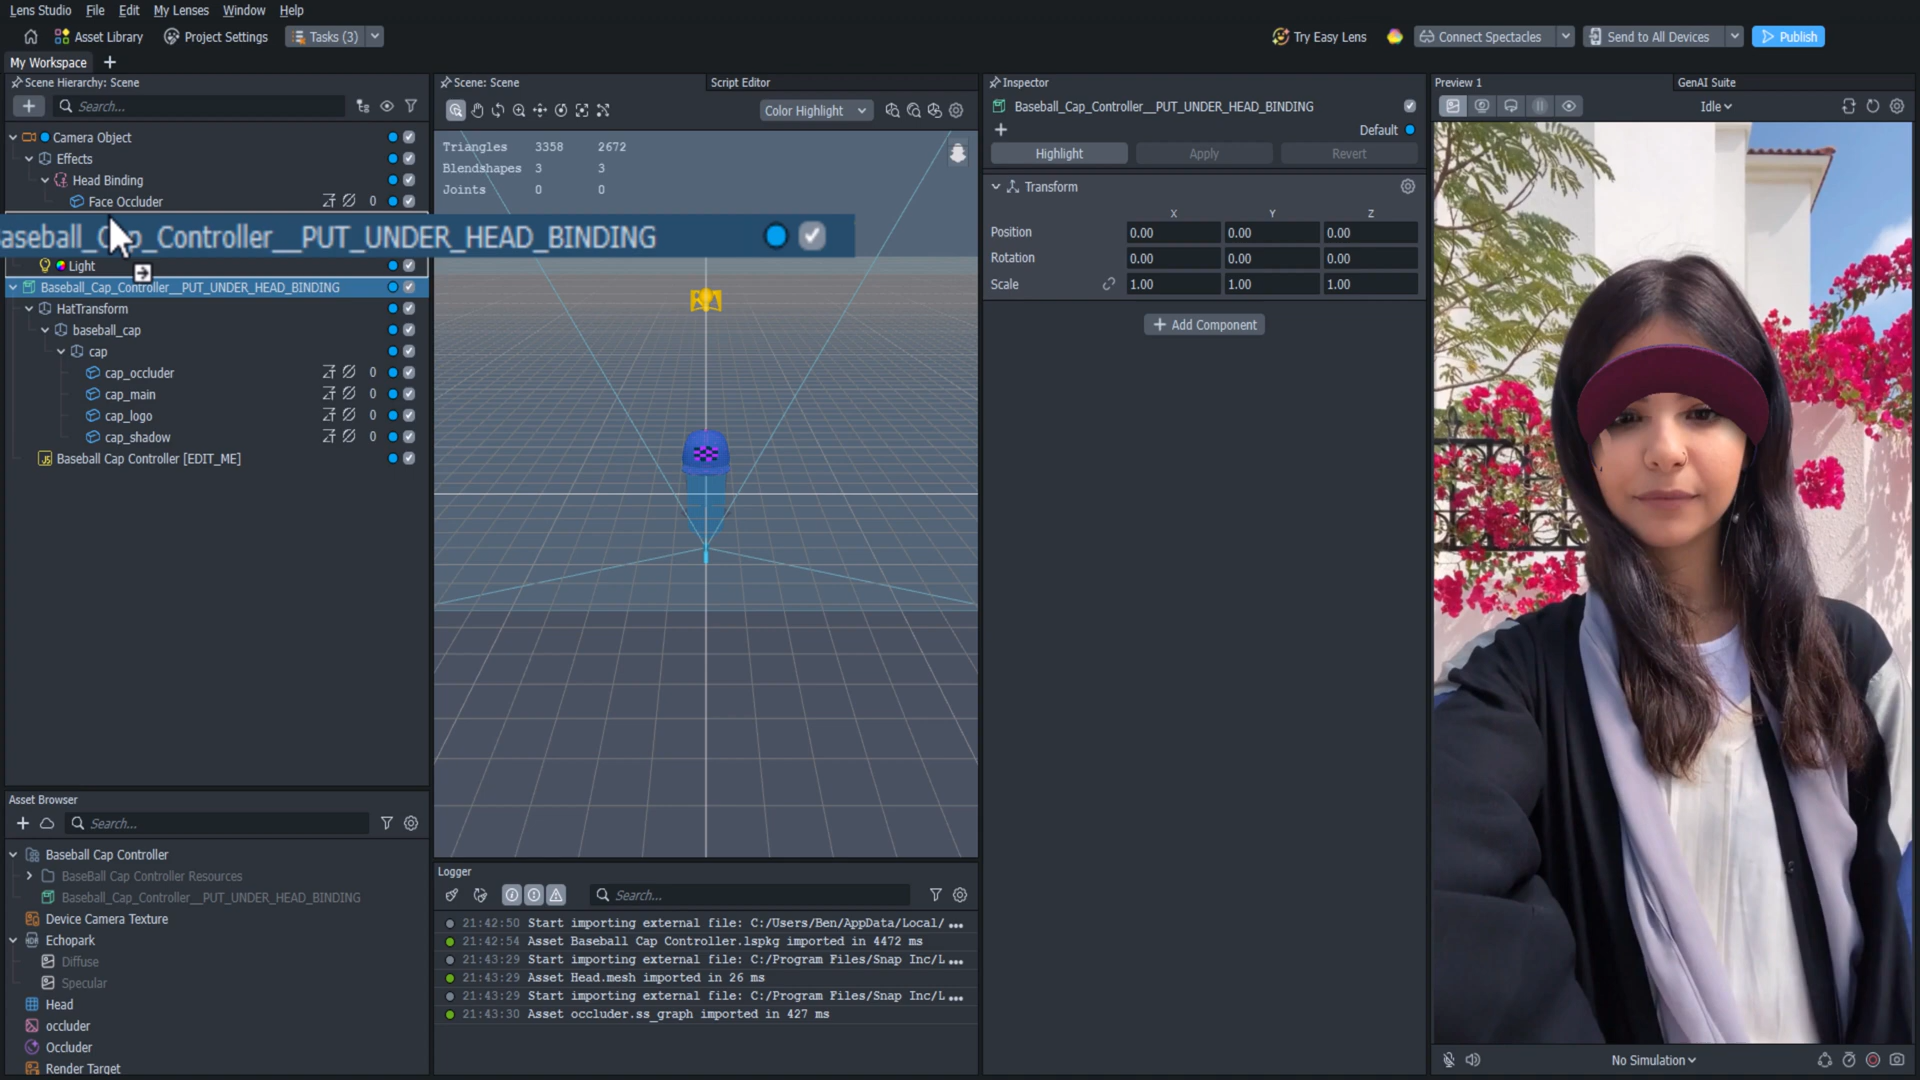 Lens Studio File Edit My Lenses Window Help
Asset Library Project Settings Tasks (3) Try Easy Lens Connect Spectacles Send to All Devices Publish
My Workspace
Scene Hierarchy: Scene
Search...
Camera Object
Effects
Head Binding
Face Occluder 0
aseball_Cap_Controller__PUT_UNDER_HEAD_BINDING
Light
Baseball_Cap_Controller__PUT_UNDER_HEAD_BINDING
HatTransform
baseball_cap
cap
cap_occluder 0
cap_main 0
cap_logo 0
cap_shadow 0
Baseball Cap Controller [EDIT_ME]
Asset Browser
Search...
Baseball Cap Controller
BaseBall Cap Controller Resources
Baseball_Cap_Controller__PUT_UNDER_HEAD_BINDING
Device Camera Texture
Echopark
Diffuse
Specular
Head
occluder
Occluder
Render Target
Scene: Scene Script Editor
Color Highlight
Triangles 3358 2672
Blendshapes 3 3
Joints 0 0
Logger
Search...
21:42:50 Start importing external file: C:/Users/Ben/AppData/Local/ ...
21:42:54 Asset Baseball Cap Controller.lspkg imported in 4472 ms
21:43:29 Start importing external file: C:/Program Files/Snap Inc/L ...
21:43:29 Asset Head.mesh imported in 26 ms
21:43:29 Start importing external file: C:/Program Files/Snap Inc/L ...
21:43:30 Asset occluder.ss_graph imported in 427 ms
Inspector
Baseball_Cap_Controller__PUT_UNDER_HEAD_BINDING
Default
Highlight Apply Revert
Transform
X Y Z
Position 0.00 0.00 0.00
Rotation 0.00 0.00 0.00
Scale 1.00 1.00 1.00
Add Component
Preview 1 GenAI Suite
Idle
No Simulation